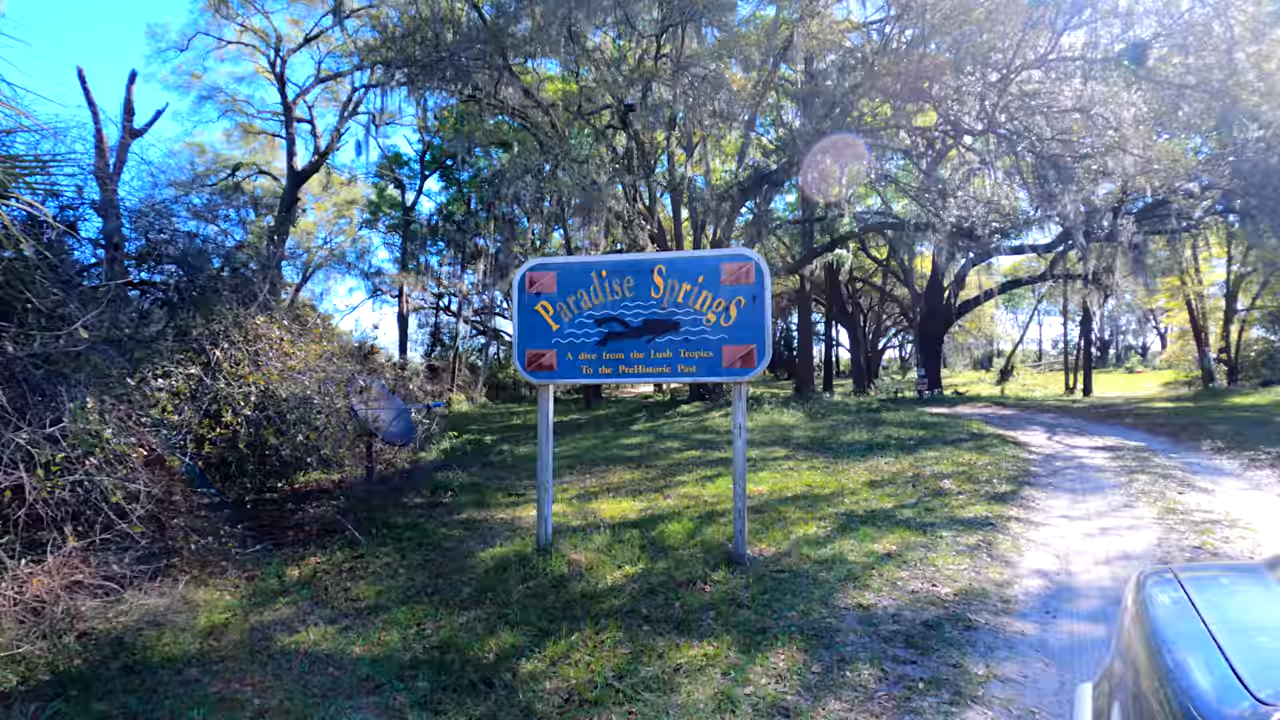 Paradise SpringS
A dive from the Lush Tropics
To the PreHistoric Past